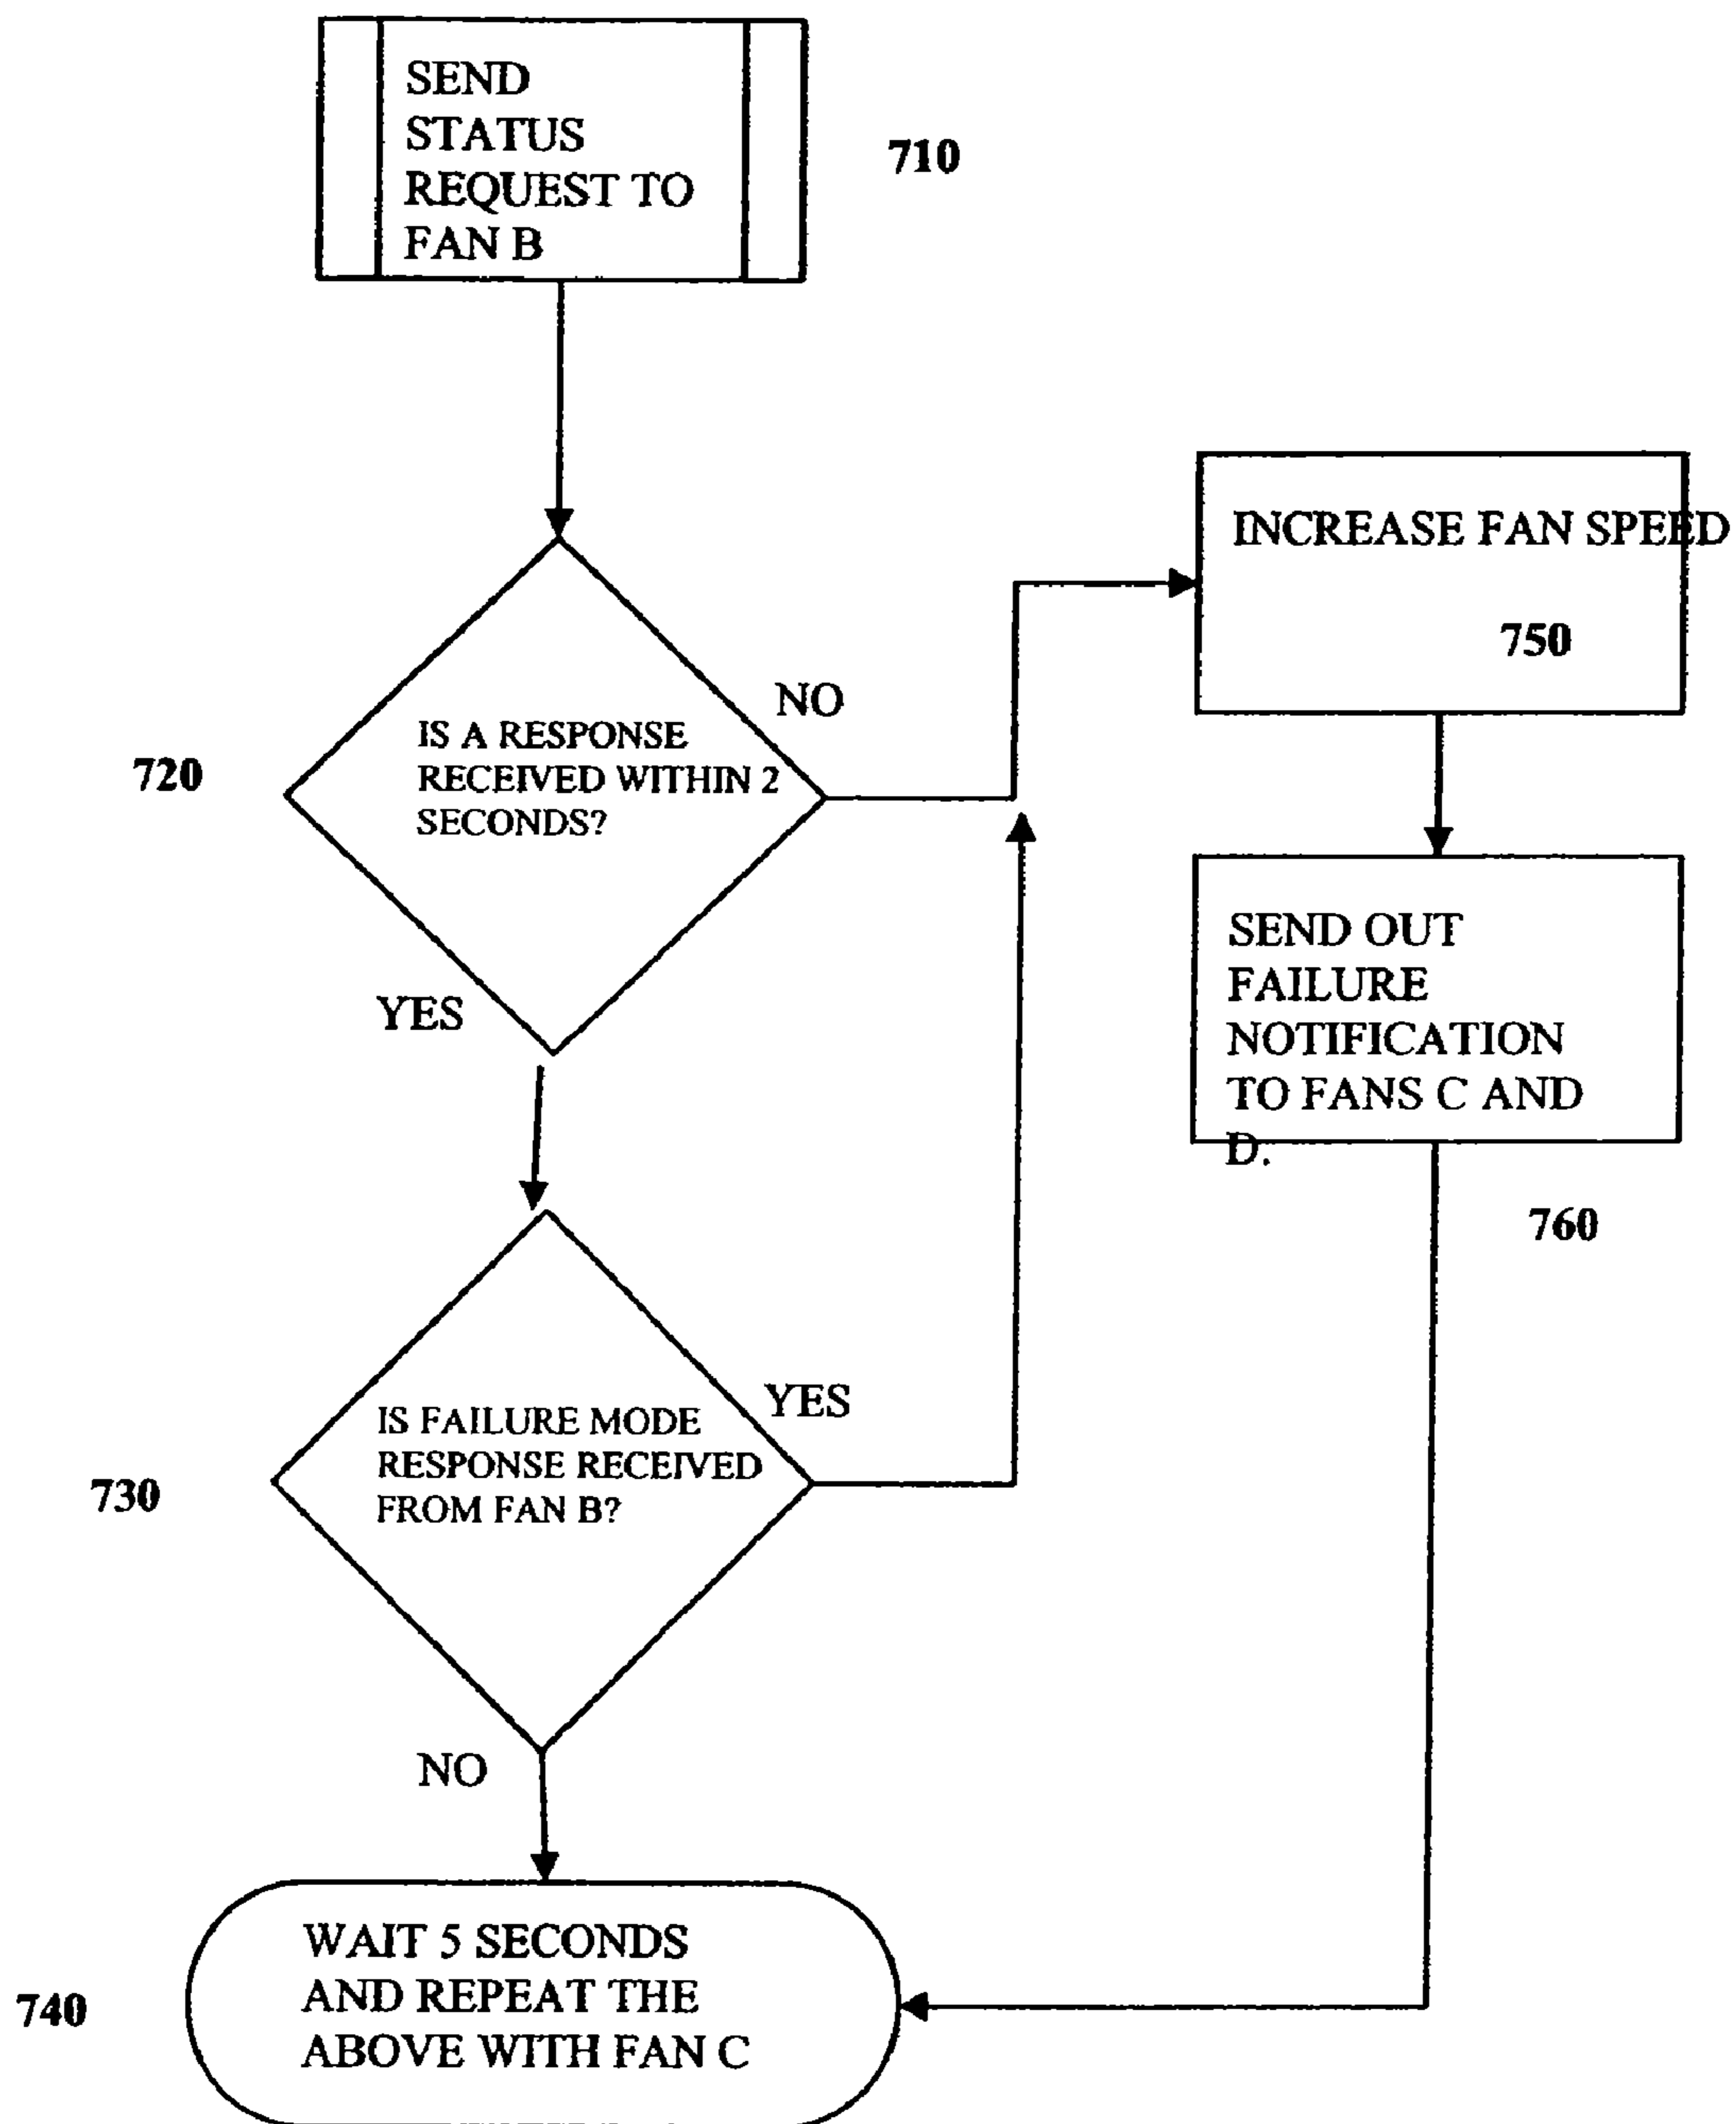 SEND
STATUS
REQUEST TO
FAN B
710
INCREASE FAN SPEED
750
NO
IS A RESPONSE
RECEIVED WITHIN 2
SECONDS?
720
YES
SEND OUT
FAILURE
NOTIFICATION
TO FANS C AND
D.
760
YES
IS FAILURE MODE
RESPONSE RECEIVED
FROM FAN B?
730
NO
WAIT 5 SECONDS
AND REPEAT THE
ABOVE WITH FAN C
740